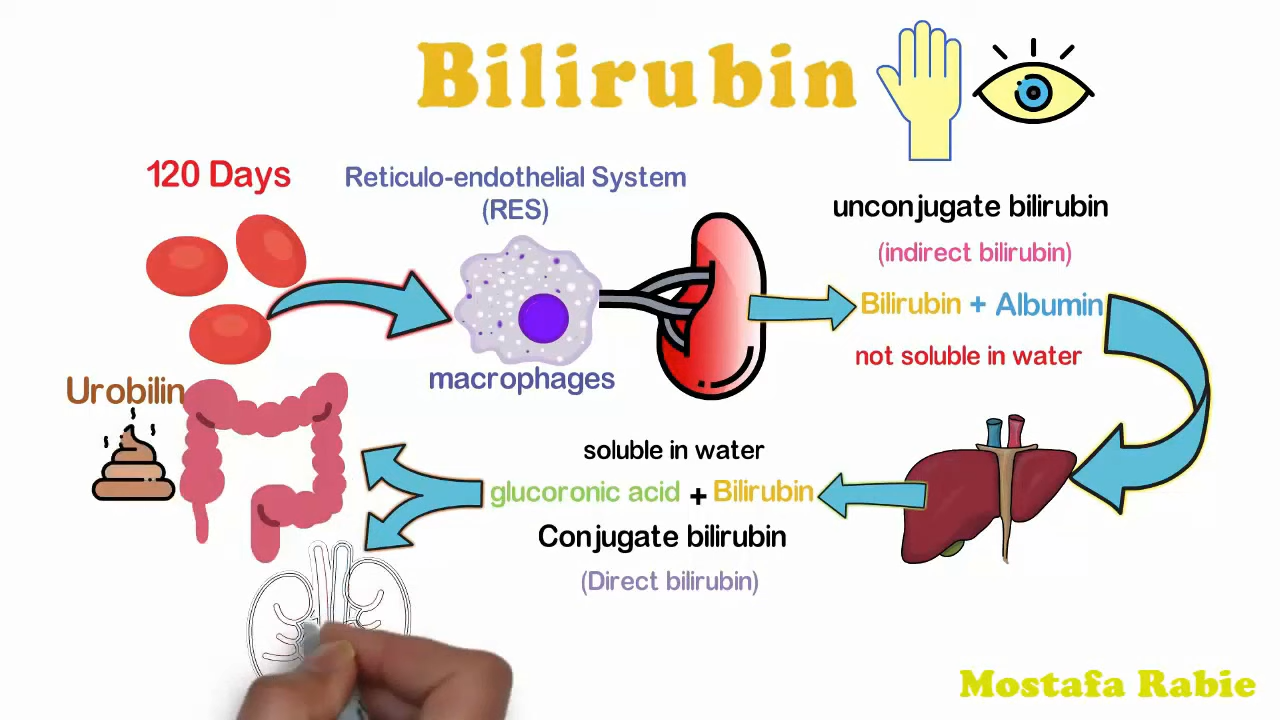 Bilirubin
120 Days
Reticulo-endothelial System
(RES)
macrophages
unconjugate bilirubin
(indirect bilirubin)
Bilirubin + Albumin
not soluble in water
Urobilin
soluble in water
glucoronic acid + Bilirubin
Conjugate bilirubin
(Direct bilirubin)
Mostafa Rabie